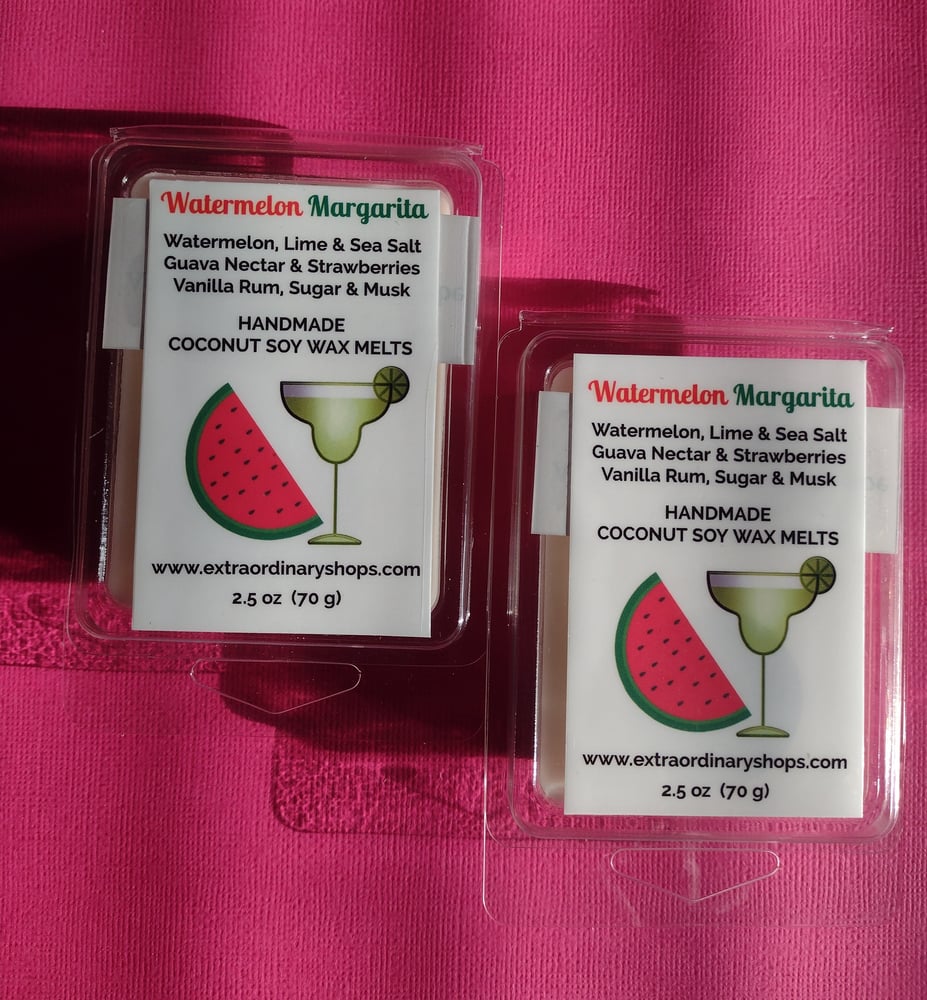 Watermelon Margarita
Watermelon, Lime & Sea Salt
Guava Nectar & Strawberries
Vanilla Rum, Sugar & Musk
HANDMADE
COCONUT SOY WAX MELTS
www.extraordinaryshops.com
2.5 oz (70 g)
Watermelon Margarita
Watermelon, Lime & Sea Salt
Guava Nectar & Strawberries
Vanilla Rum, Sugar & Musk
HANDMADE
COCONUT SOY WAX MELTS
www.extraordinaryshops.com
2.5 oz (70 g)